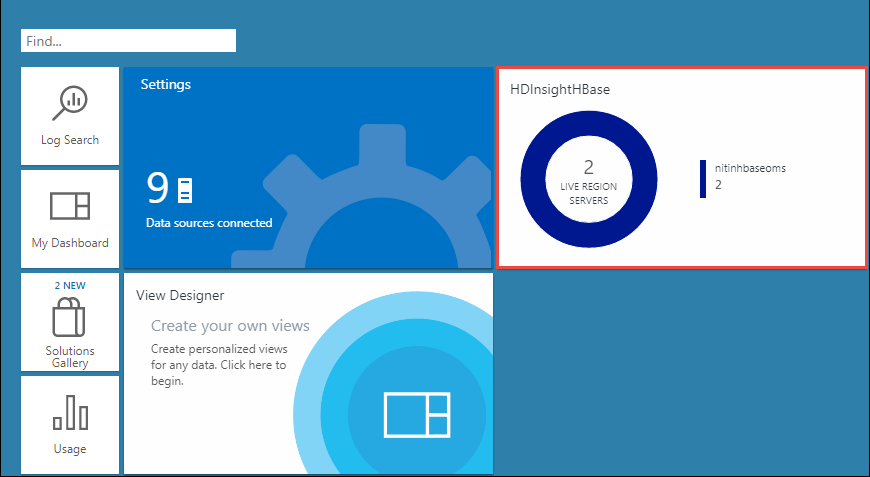 Find...
Log Search
My Dashboard
2 NEW
Solutions
Gallery
Usage
Settings
9
Data sources connected
HDInsightHBase
2
LIVE REGION
SERVERS
nitinhbaseoms
2
View Designer
Create your own views
Create personalized views
for any data. Click here to
begin.